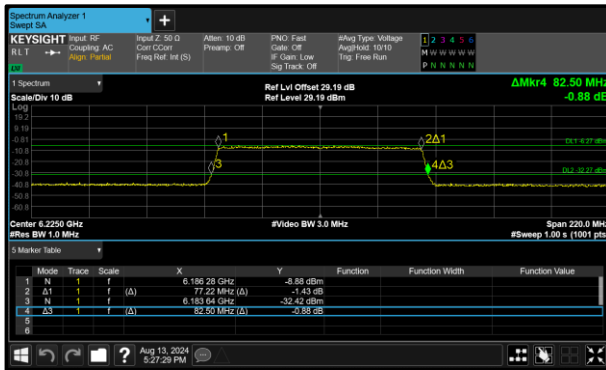 Spectrum Analyzer 1
Swept SA
KEYSIGHT Input: RF Input Z: 50 Ω Atten: 10 dB PNO: Fast #Avg Type: Voltage 1 2 3 4 5 6
RLT Coupling: AC Corr CCorr Preamp: Off Gate: Off Avg|Hold: 10/10 M W W W W W
Align: Partial Freq Ref: Int (S) IF Gain: Low Trig: Free Run
Sig Track: Off P N N N N N
1 Spectrum Ref Lvl Offset 29.19 dB ΔMkr4 82.50 MHz
Scale/Div 10 dB Ref Level 29.19 dBm -0.88 dB
Log
19.2
9.19
-0.81 1 2Δ1 DL1 -6.27 dBm
-10.8
-20.8 3 4Δ3
-30.8 DL2 -32.27 dBm
-40.8
-50.8
-60.8
Center 6.2250 GHz #Video BW 3.0 MHz Span 220.0 MHz
#Res BW 1.0 MHz #Sweep 1.00 s (1001 pts)
5 Marker Table
Mode Trace Scale X Y Function Function Width Function Value
1 N 1 f 6.186 28 GHz -8.88 dBm
2 Δ1 1 f (Δ) 77.22 MHz (Δ) -1.43 dB
3 N 1 f 6.183 64 GHz -32.42 dBm
4 Δ3 1 f (Δ) 82.50 MHz (Δ) -0.88 dB
5
6
? Aug 13, 2024
5:27:29 PM